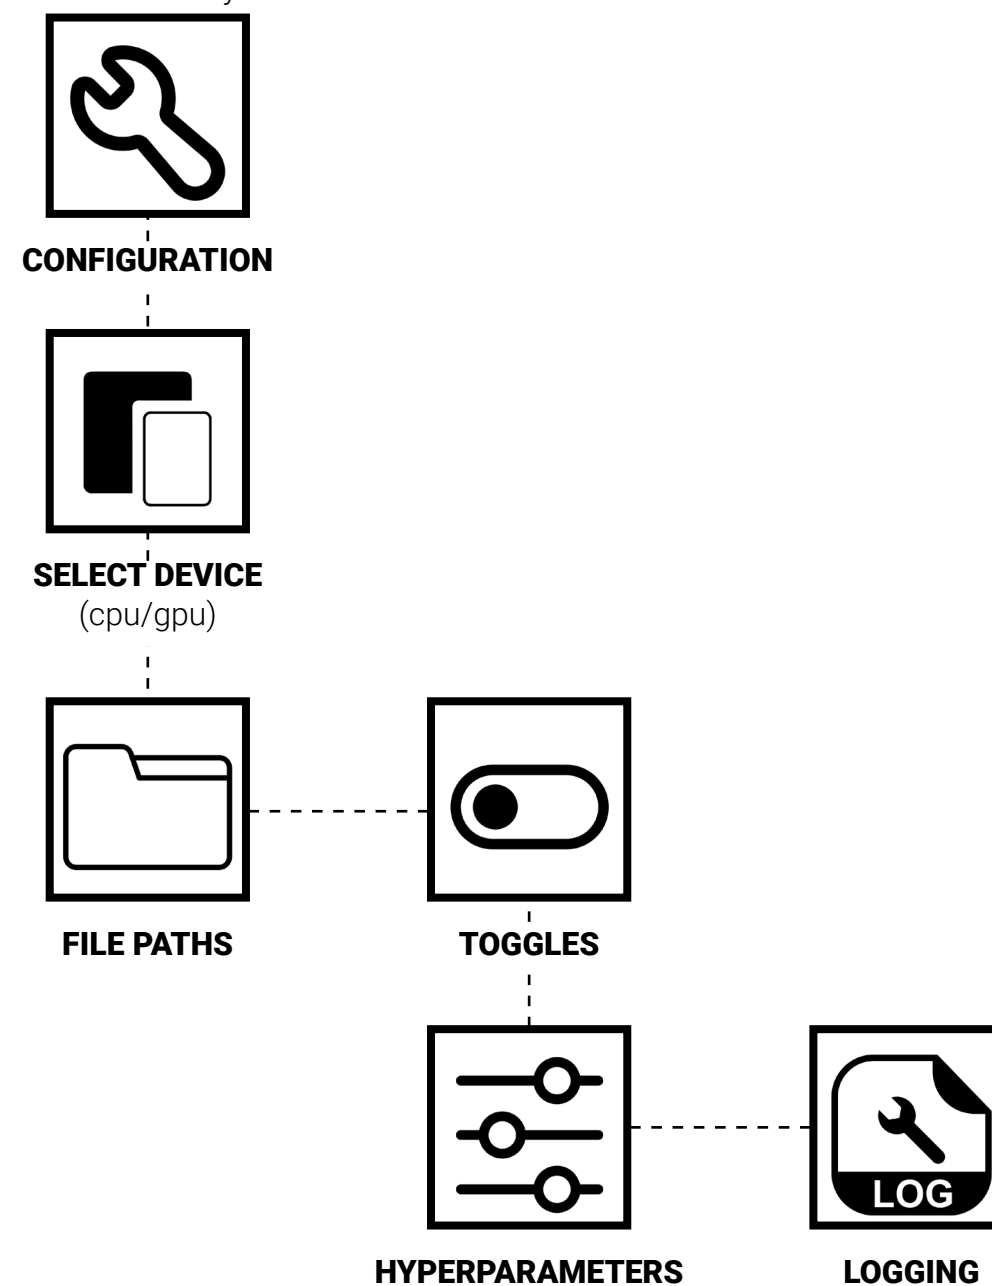 CONFIGURATION
SELECT DEVICE
(cpu/gpu)
FILE PATHS
TOGGLES
LOG
HYPERPARAMETERS
LOGGING